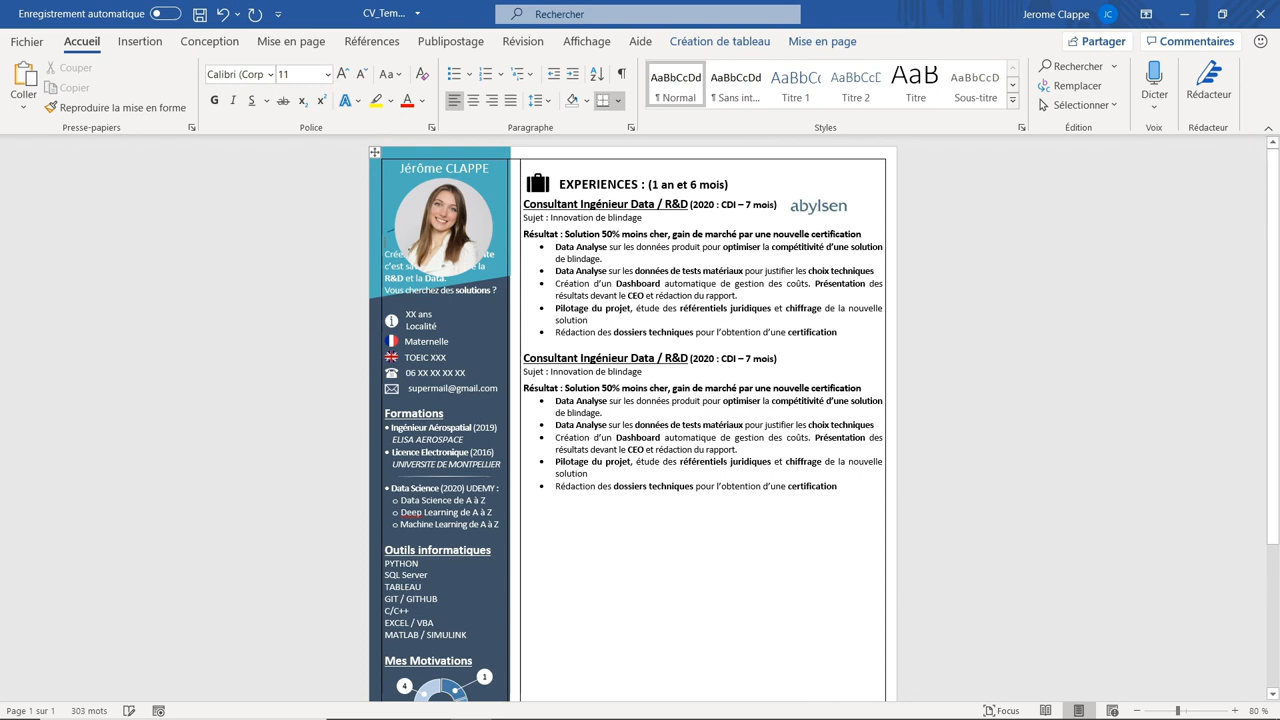 Enregistrement automatique
CV_Teme...
Rechercher
Jerome Clappe
JC
Fichier
Accueil
Insertion
Conception
Mise en page
Références
Publipostage
Révision
Affichage
Aide
Création de tableau
Mise en page
Partager
Commentaires
Coller
Couper
Copier
Reproduire la mise en forme
Presse-papiers
Calibri (Corp
11
Aa
G I S ab x₂ x²
A
A
Police
Paragraphe
AaBbCcDd
¶ Normal
AaBbCcDd
¶ Sans int...
AaBbCc
Titre 1
AaBbCcC
Titre 2
AaB
Titre
AaBbCcD
Sous-titre
Styles
Rechercher
Remplacer
Sélectionner
Édition
Dicter
Voix
Rédacteur
Rédacteur
Jérôme CLAPPE
Crée
te
c'est sa
la
R&D et la Data.
Vous cherchez des solutions ?
XX ans
Localité
Maternelle
TOEIC XXX
06 XX XX XX XX
supermail@gmail.com
Formations
• Ingénieur Aérospatial (2019)
ELISA AEROSPACE
• Licence Electronique (2016)
UNIVERSITE DE MONTPELLIER
• Data Science (2020) UDEMY :
o Data Science de A à Z
o Deep Learning de A à Z
o Machine Learning de A à Z
Outils informatiques
PYTHON
SQL Server
TABLEAU
GIT / GITHUB
C/C++
EXCEL / VBA
MATLAB / SIMULINK
Mes Motivations
1
4
EXPERIENCES : (1 an et 6 mois)
Consultant Ingénieur Data / R&D (2020 : CDI – 7 mois)
abylsen
Sujet : Innovation de blindage
Résultat : Solution 50% moins cher, gain de marché par une nouvelle certification
• Data Analyse sur les données produit pour optimiser la compétitivité d'une solution
de blindage.
• Data Analyse sur les données de tests matériaux pour justifier les choix techniques
• Création d'un Dashboard automatique de gestion des coûts. Présentation des
résultats devant le CEO et rédaction du rapport.
• Pilotage du projet, étude des référentiels juridiques et chiffrage de la nouvelle
solution
• Rédaction des dossiers techniques pour l'obtention d'une certification
Consultant Ingénieur Data / R&D (2020 : CDI – 7 mois)
Sujet : Innovation de blindage
Résultat : Solution 50% moins cher, gain de marché par une nouvelle certification
• Data Analyse sur les données produit pour optimiser la compétitivité d'une solution
de blindage.
• Data Analyse sur les données de tests matériaux pour justifier les choix techniques
• Création d'un Dashboard automatique de gestion des coûts. Présentation des
résultats devant le CEO et rédaction du rapport.
• Pilotage du projet, étude des référentiels juridiques et chiffrage de la nouvelle
solution
• Rédaction des dossiers techniques pour l'obtention d'une certification
Page 1 sur 1
303 mots
Focus
80 %